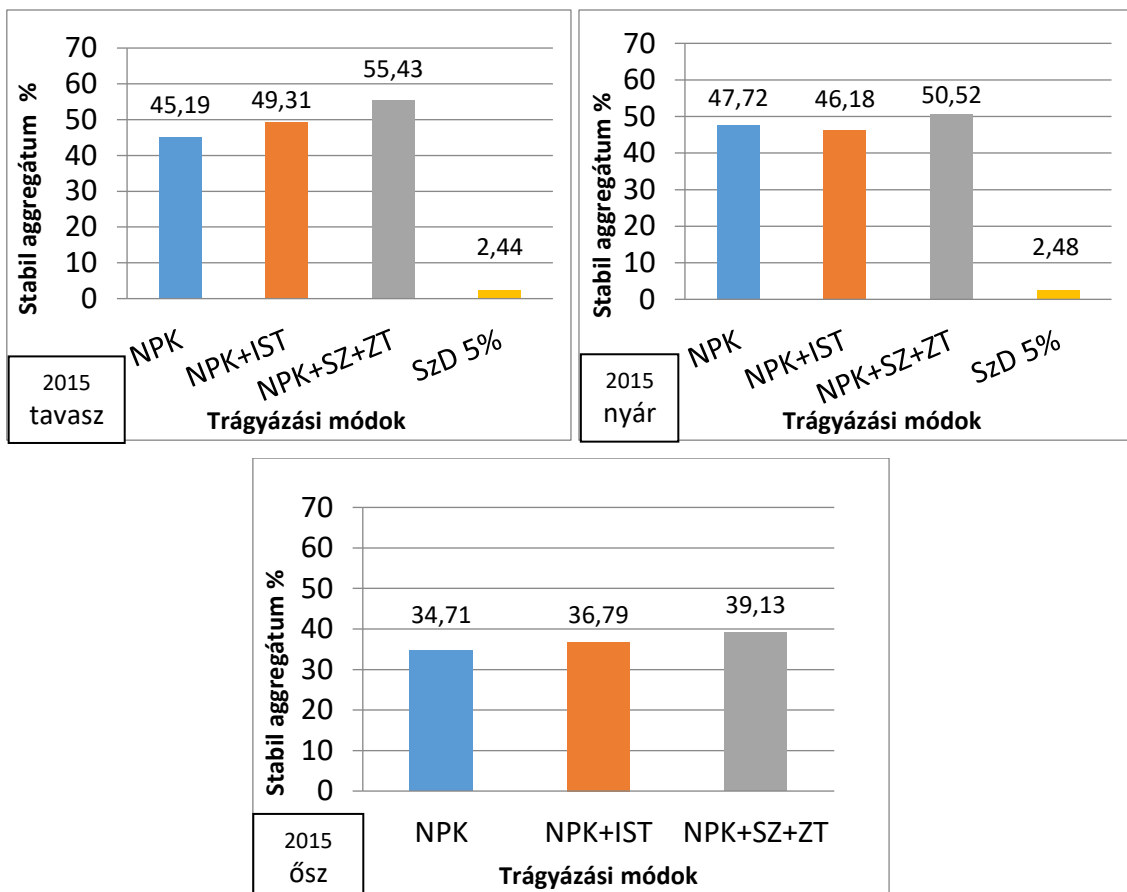 Stabil aggregátum %
70
60
50
40
30
20
10
0
45,19
49,31
55,43
2,44
NPK
NPK+IST
NPK+SZ+ZT
SzD 5%
2015
tavasz
Trágyázási módok
Stabil aggregátum %
70
60
50
40
30
20
10
0
47,72
46,18
50,52
2,48
NPK
NPK+IST
NPK+SZ+ZT
SzD 5%
2015
nyár
Trágyázási módok
Stabil aggregátum %
70
60
50
40
30
20
10
0
34,71
36,79
39,13
NPK
NPK+IST
NPK+SZ+ZT
2015
ősz
Trágyázási módok